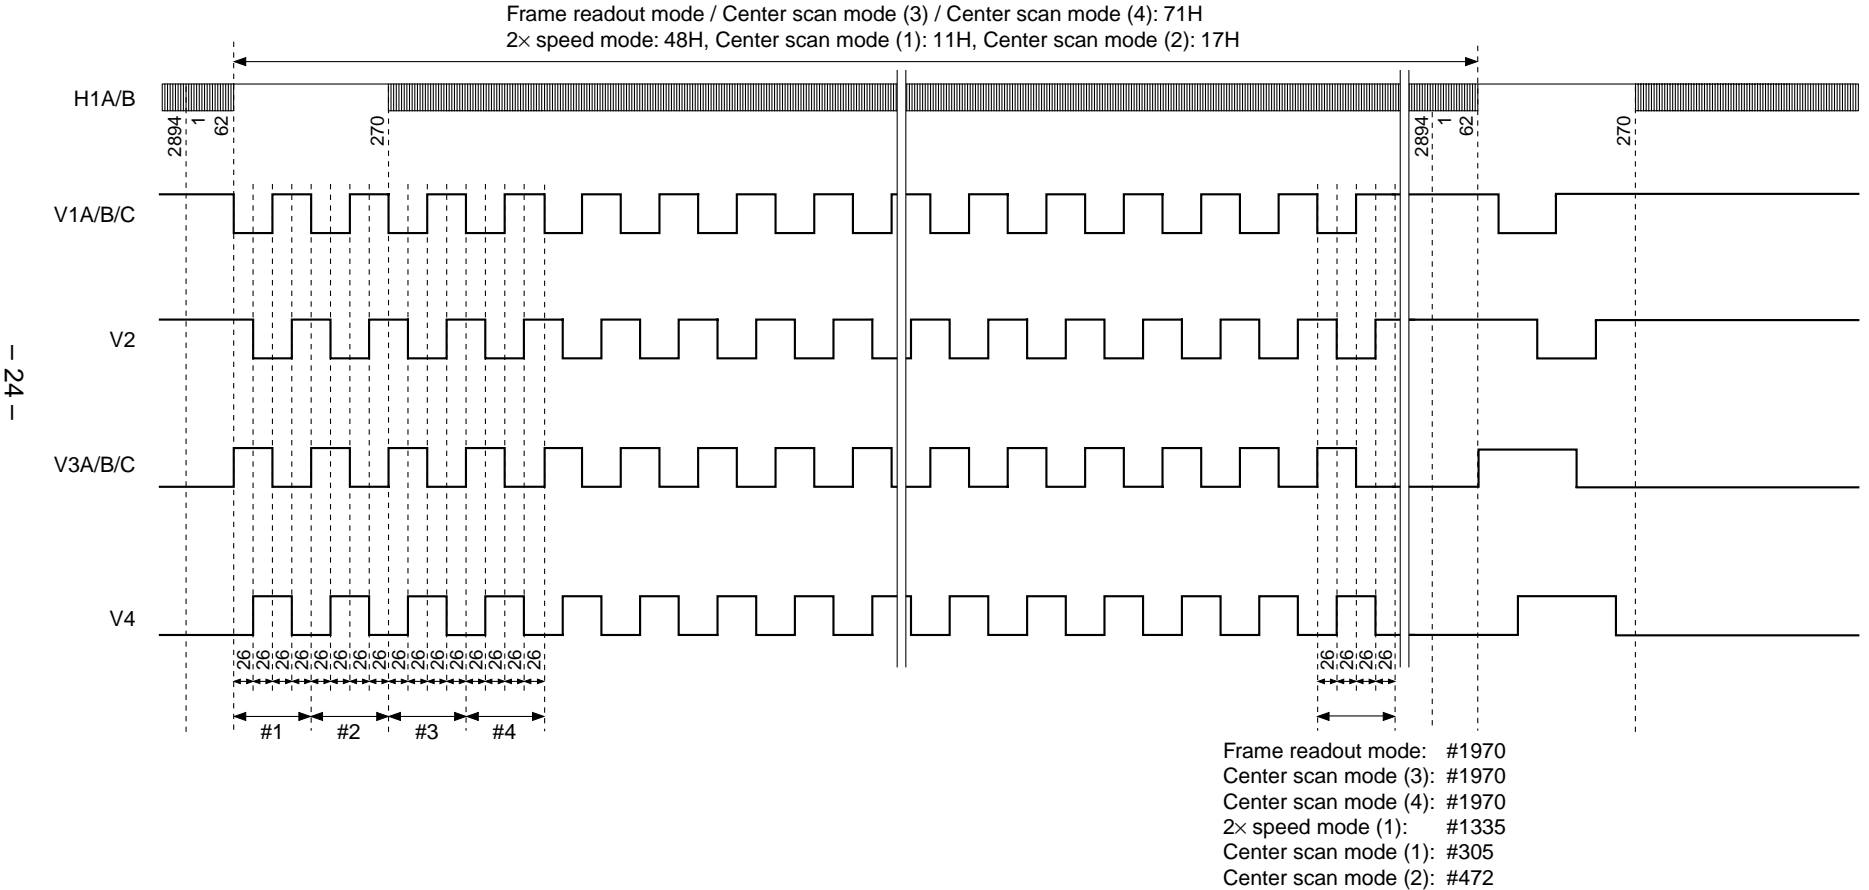 Frame readout mode / Center scan mode (3) / Center scan mode (4): 71H
2× speed mode: 48H, Center scan mode (1): 11H, Center scan mode (2): 17H
H1A/B
2894 1 62 270 2894 1 62 270
V1A/B/C
V2
V3A/B/C
V4
26 26 26 26 26 26 26 26 26 26 26 26 26 26 26 26 26 26 26 26
#1 #2 #3 #4
Frame readout mode: #1970
Center scan mode (3): #1970
Center scan mode (4): #1970
2× speed mode (1): #1335
Center scan mode (1): #305
Center scan mode (2): #472
– 24 –